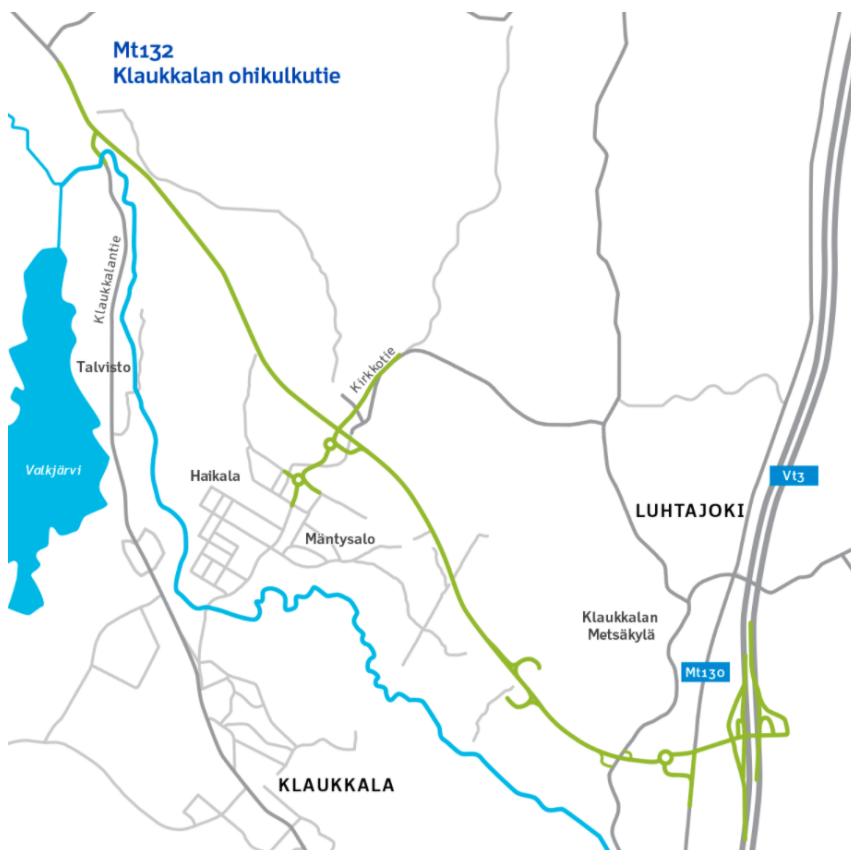 Mt132
Klaukkalan ohikulkutie
Klaukkalantie
Talvisto
Kirkkotie
Valkjärvi
Haikala
Vt3
LUHTAJOKI
Mäntysalo
Klaukkalan
Metsäkylä
Mt130
KLAUKKALA